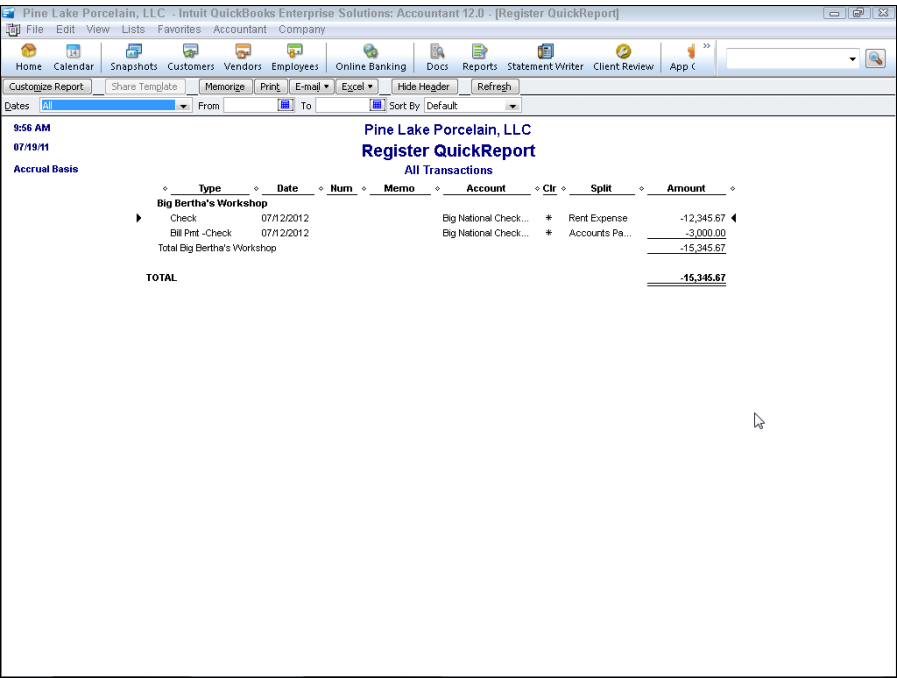 Pine Lake Porcelain, LLC - Intuit QuickBooks Enterprise Solutions: Accountant 12.0 - [Register QuickReport]
File Edit View Lists Favorites Accountant Company
Home Calendar Snapshots Customers Vendors Employees Online Banking Docs Reports Statement Writer Client Review App C
Customize Report Share Template Memorize Print E-mail Excel Hide Header Refresh
Dates All From To Sort By Default
9:56 AM Pine Lake Porcelain, LLC
07/19/11 Register QuickReport
Accrual Basis All Transactions
Type Date Num Memo Account Clr Split Amount
Big Bertha's Workshop
Check 07/12/2012 Big National Check... * Rent Expense -12,345.67
Bill Pmt -Check 07/12/2012 Big National Check... * Accounts Pa... -3,000.00
Total Big Bertha's Workshop -15,345.67
TOTAL -15,345.67